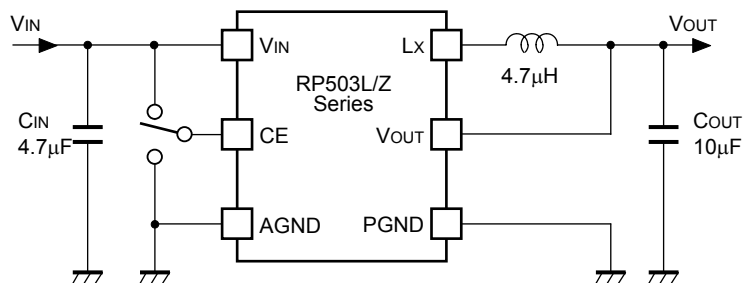 VIN
VOUT
VIN
LX
RP503L/Z
Series
4.7μH
CIN
4.7μF
CE
VOUT
COUT
10μF
AGND
PGND